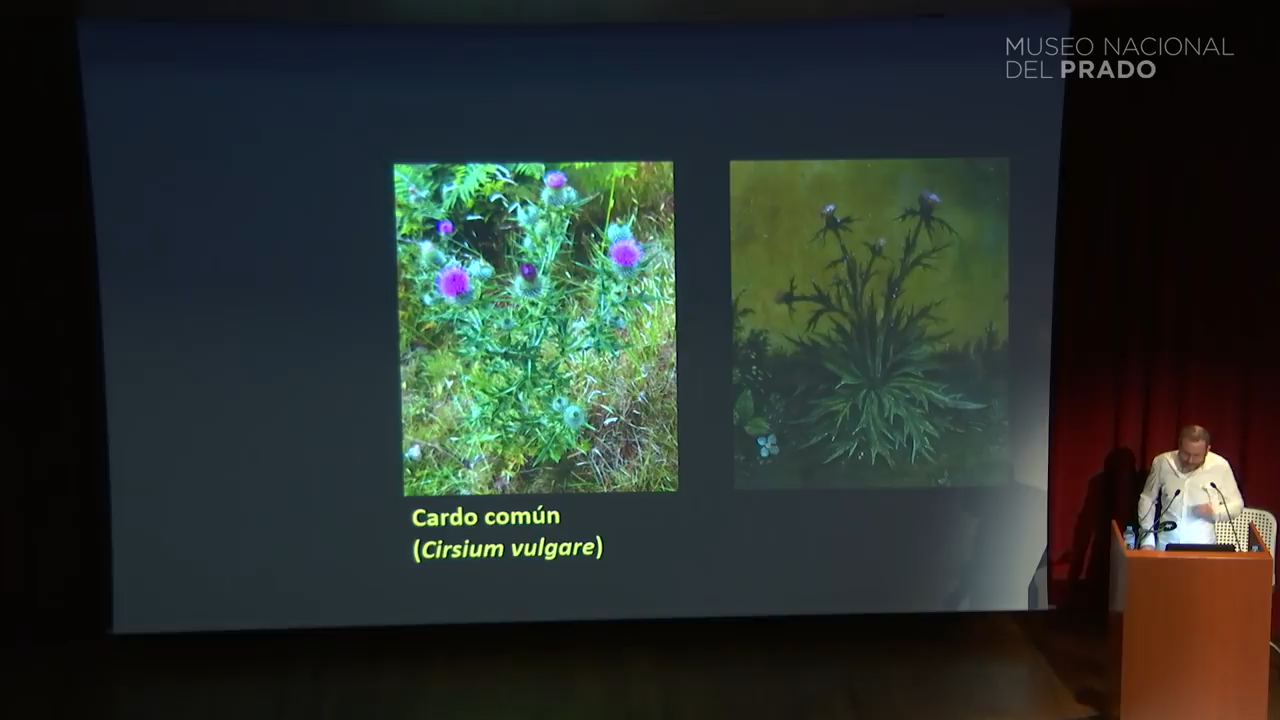 MUSEO NACIONAL
DEL PRADO
Cardo común
(Cirsium vulgare)